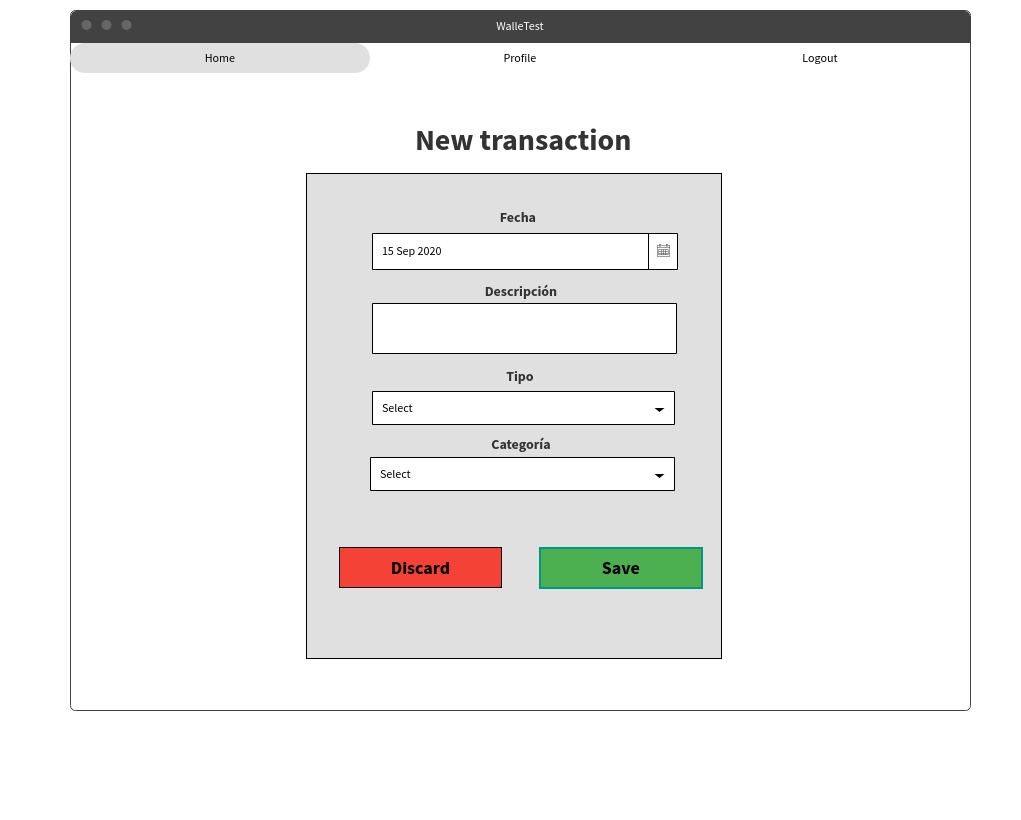 WalleTest
Home Profile Logout
New transaction
Fecha
15 Sep 2020
Descripción
Tipo
Select
Categoría
Select
Discard Save